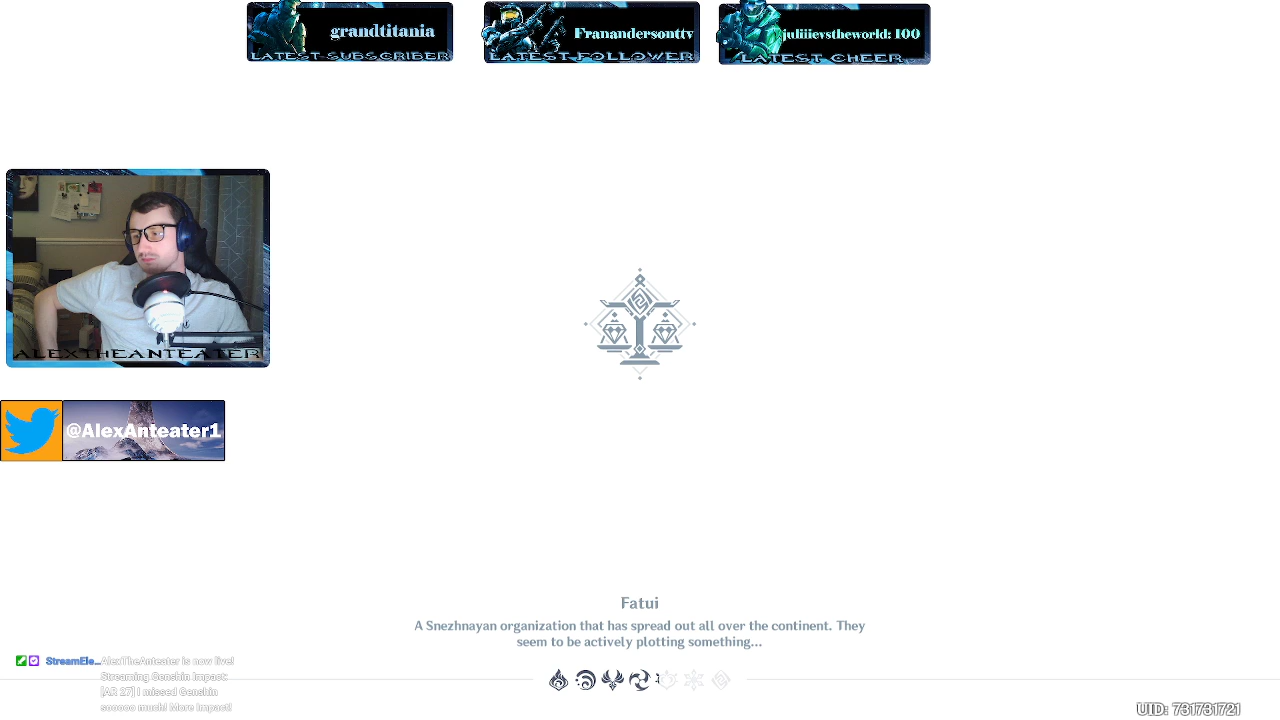 grandtitania
LATEST SUBSCRIBER
Franandersonttv
LATEST FOLLOWER
juliiievstheworld: 100
LATEST CHEER
ALEXTHEANTEATER
@AlexAnteater1
Fatui
A Snezhnayan organization that has spread out all over the continent. They
seem to be actively plotting something...
StreamEle... AlexTheAnteater is now live!
Streaming Genshin Impact:
[AR 27] I missed Genshin
sooooo much! More Impact!
UID: 731731721